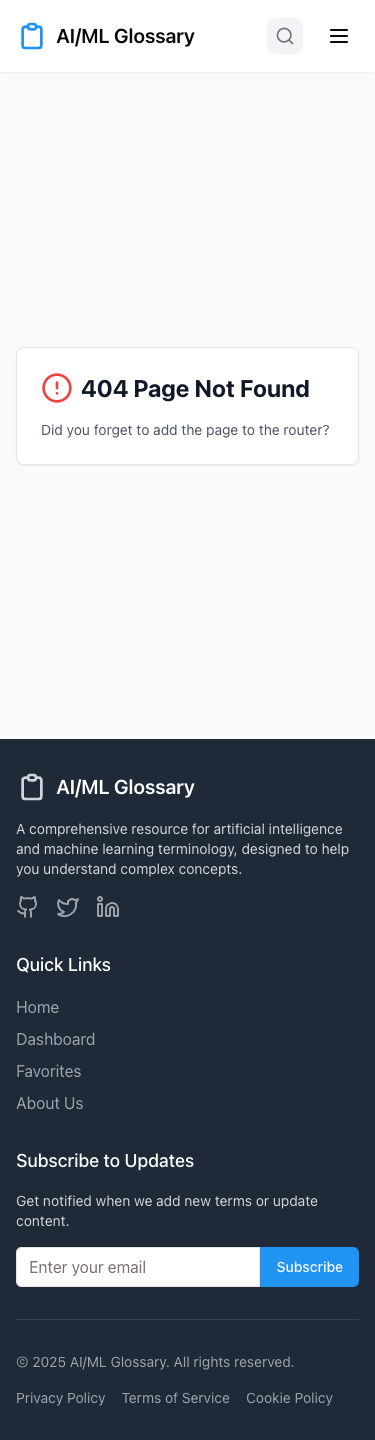 AI/ML Glossary
404 Page Not Found
Did you forget to add the page to the router?
AI/ML Glossary
A comprehensive resource for artificial intelligence
and machine learning terminology, designed to help
you understand complex concepts.
Quick Links
Home
Dashboard
Favorites
About Us
Subscribe to Updates
Get notified when we add new terms or update
content.
Enter your email
Subscribe
© 2025 AI/ML Glossary. All rights reserved.
Privacy Policy Terms of Service Cookie Policy